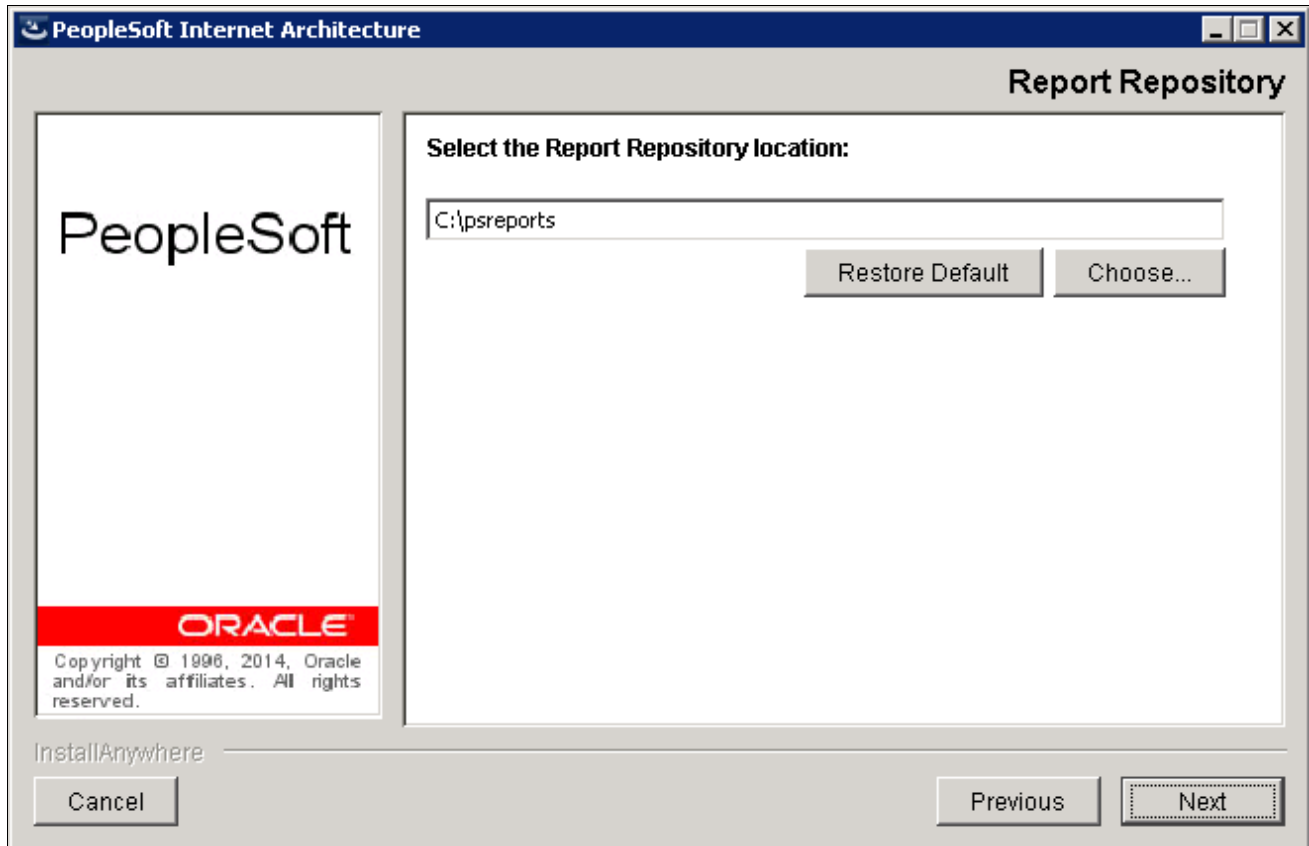 PeopleSoft Internet Architecture
Report Repository
PeopleSoft
ORACLE
Copyright © 1996, 2014, Oracle
and/or its affiliates. All rights
reserved.
Select the Report Repository location:
C:\psreports
Restore Default
Choose...
InstallAnywhere
Cancel
Previous
Next